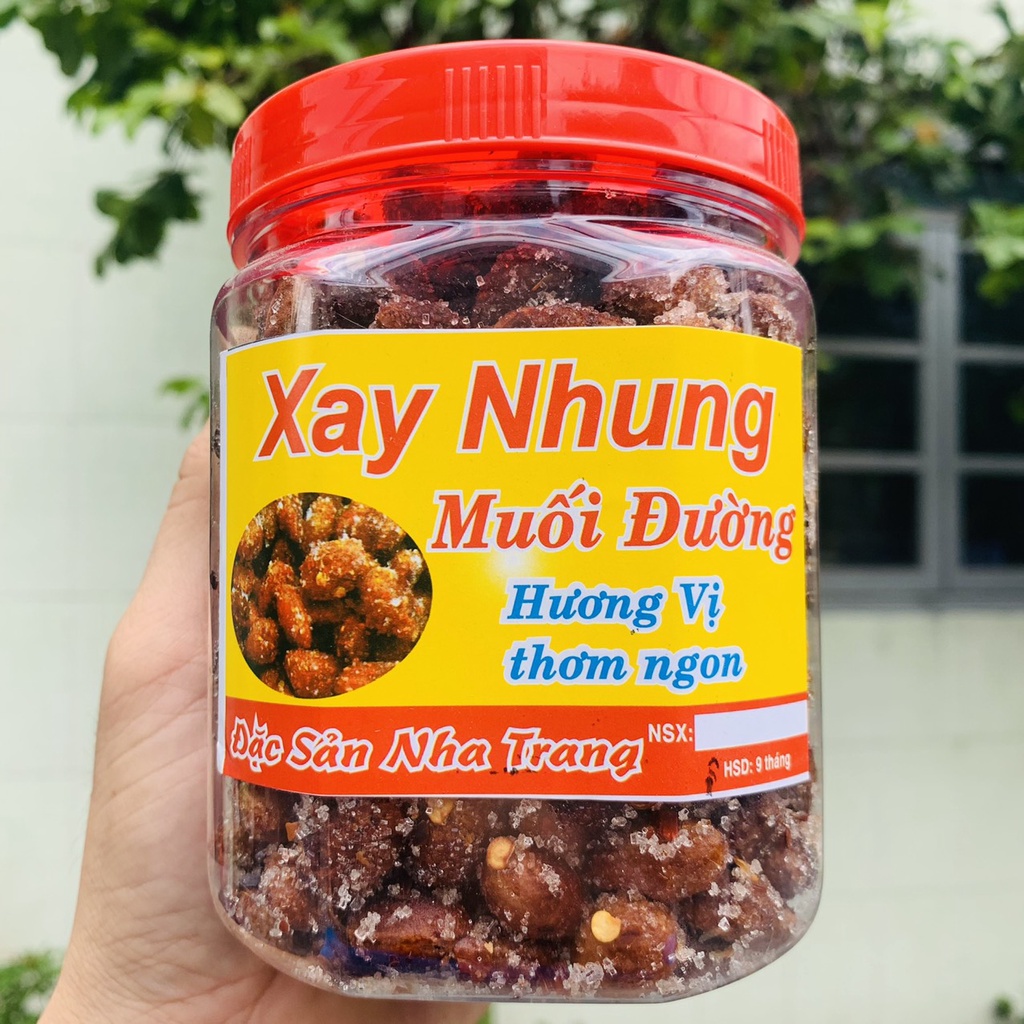 Xay Nhung
Muối Đường
Hương Vị
thơm ngon
Đặc Sản Nha Trang
NSX:
HSD: 9 tháng